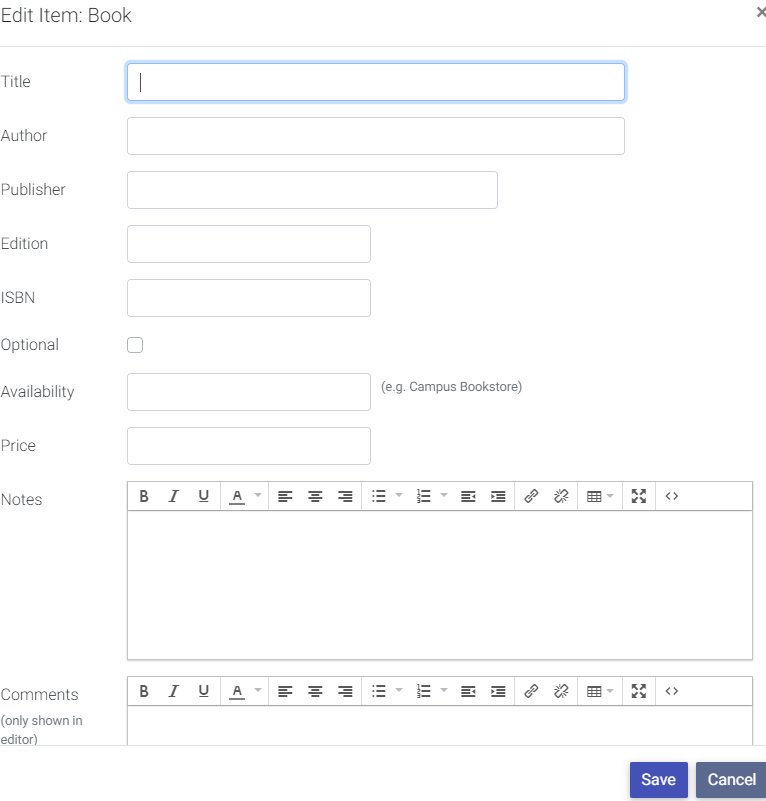 Edit Item: Book ×
Title
Author
Publisher
Edition
ISBN
Optional
Availability (e.g. Campus Bookstore)
Price
Notes B I U A
Comments B I U A
(only shown in
editor)
Save Cancel